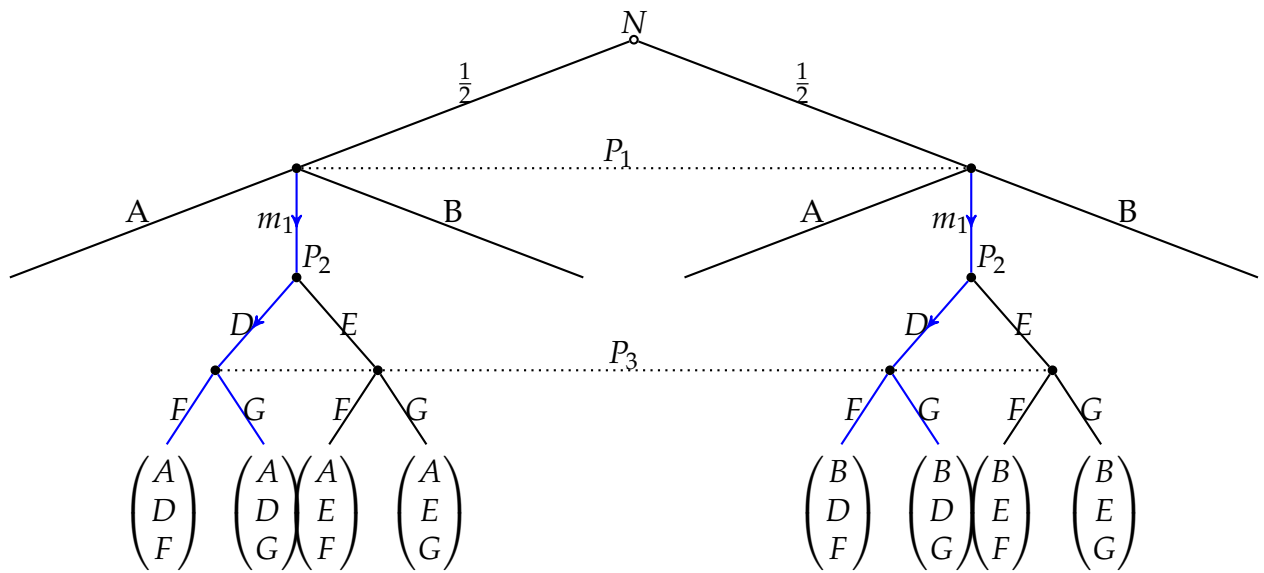 N
1/2 1/2
P₁
A m₁ B A m₁ B
P₂ P₂
D E D E
P₃
F G F G F G F G
A A A A B B B B
D D E E D D E E
F G F G F G F G